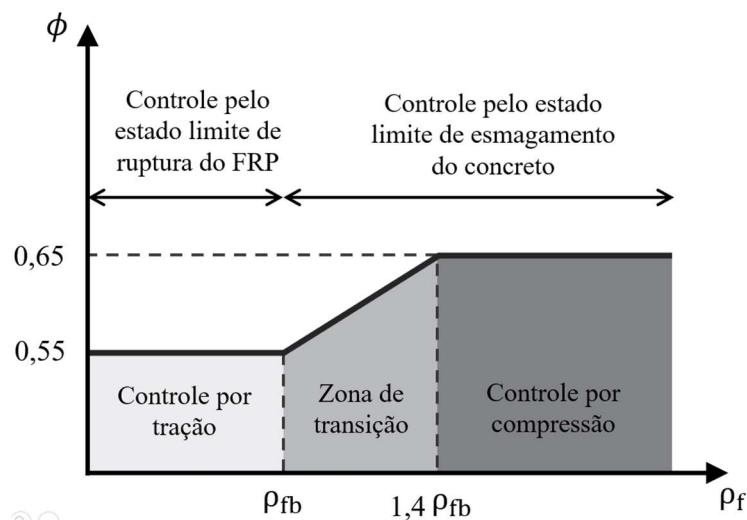 ϕ
Controle pelo
estado limite de
ruptura do FRP
Controle pelo estado
limite de esmagamento
do concreto
0,65
0,55
Controle por
tração
Zona de
transição
Controle por
compressão
ρfb
1,4 ρfb
ρf